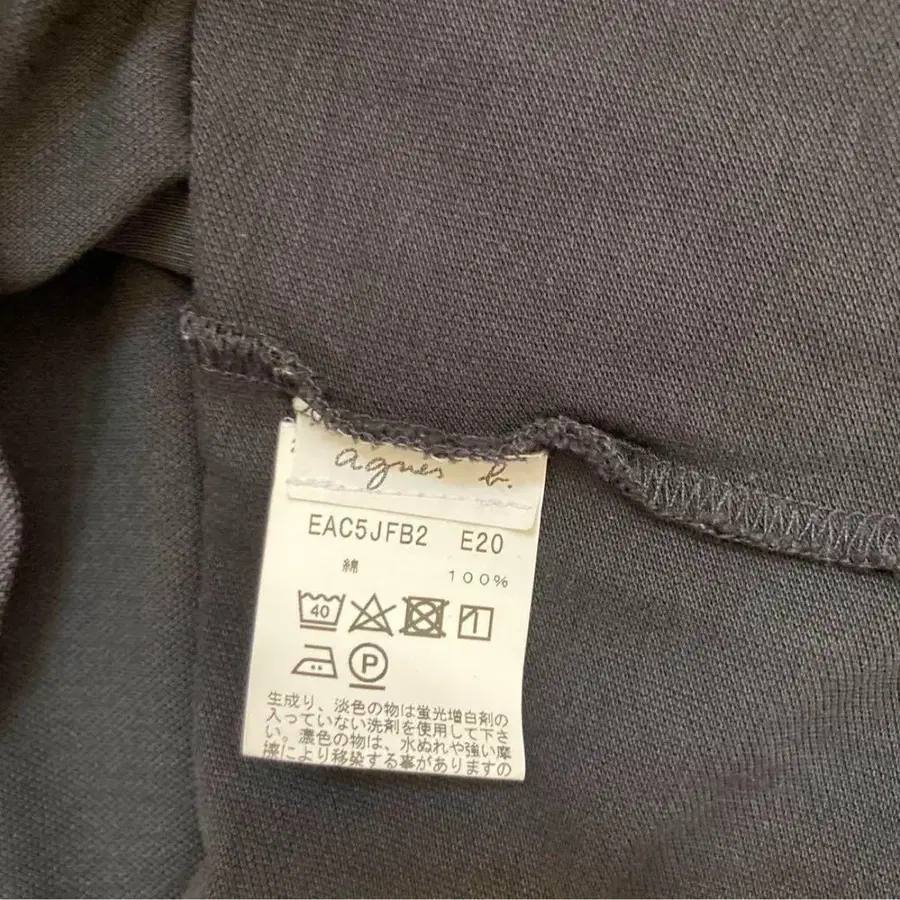 agnès b.
EAC5JFB2 E20
綿 100%
40
P
生成り、淡色の物は蛍光増白剤の
入っていない洗剤を使用して下さ
い。濃色の物は、水ぬれや強い摩
擦により移染する事がありますの